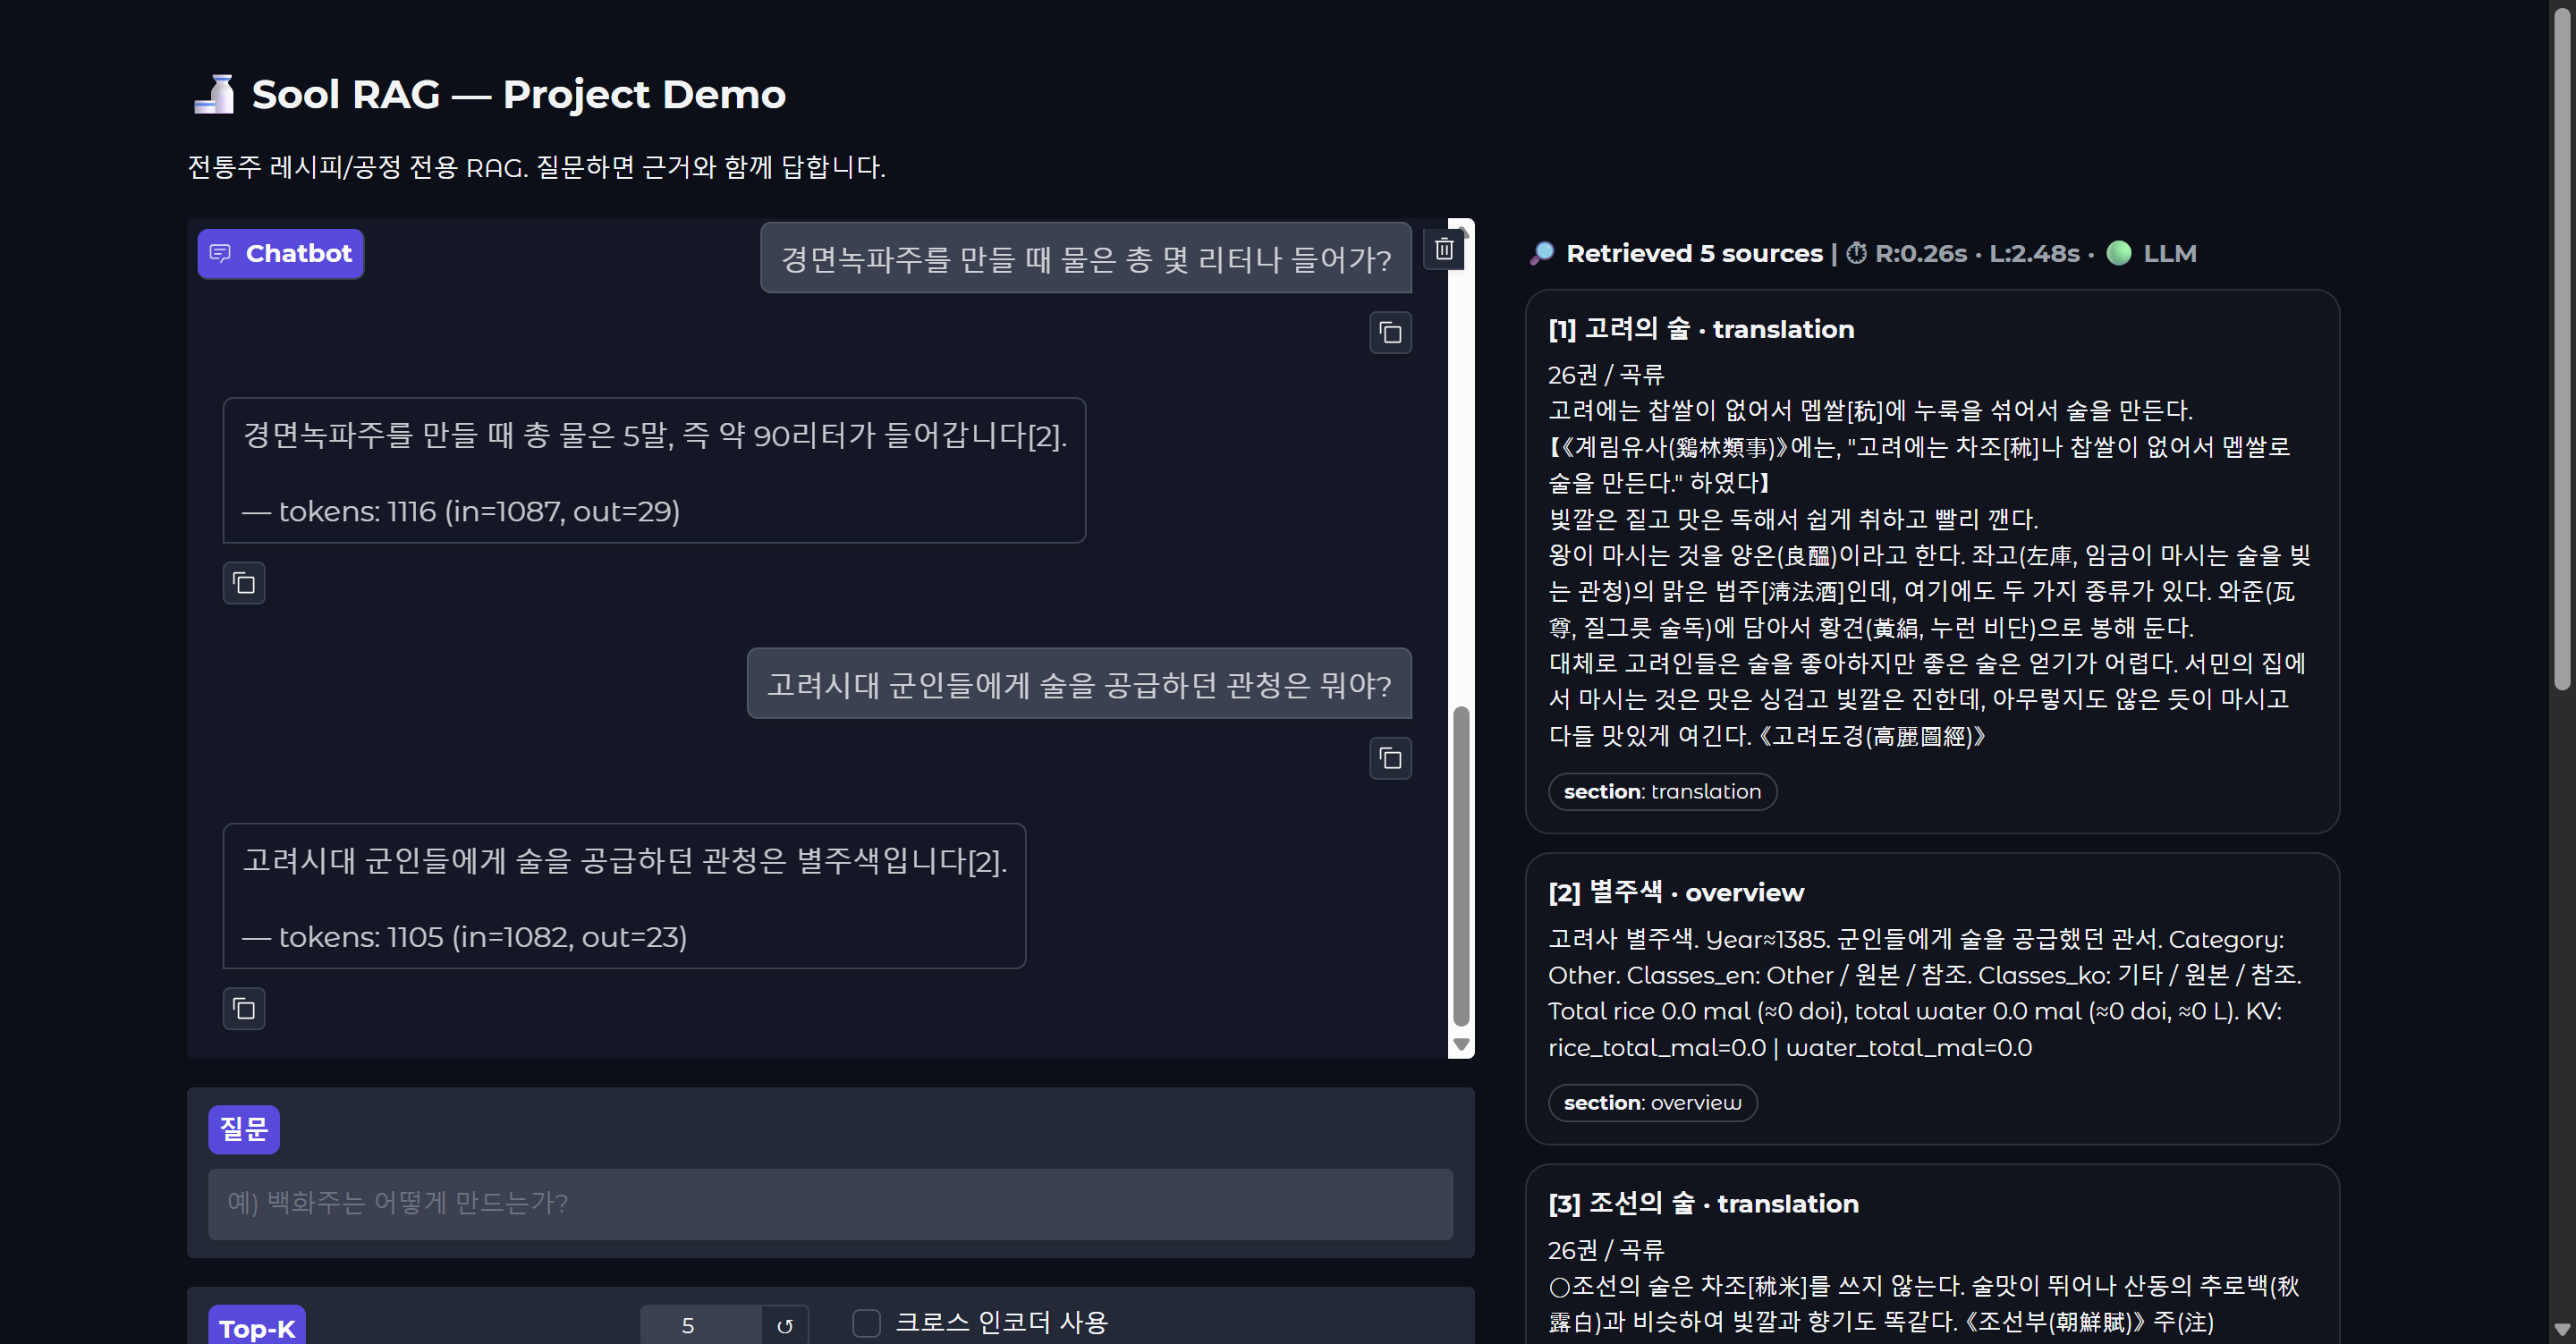 Sool RAG — Project Demo
전통주 레시피/공정 전용 RAG. 질문하면 근거와 함께 답합니다.
Chatbot
경면녹파주를 만들 때 물은 총 몇 리터나 들어가?
경면녹파주를 만들 때 총 물은 5말, 즉 약 90리터가 들어갑니다[2].
— tokens: 1116 (in=1087, out=29)
고려시대 군인들에게 술을 공급하던 관청은 뭐야?
고려시대 군인들에게 술을 공급하던 관청은 별주색입니다[2].
— tokens: 1105 (in=1082, out=23)
질문
예) 백화주는 어떻게 만드는가?
Top-K
5
크로스 인코더 사용
Retrieved 5 sources | ⏱ R:0.26s · L:2.48s · 🟢 LLM
[1] 고려의 술 · translation
26권 / 곡류
고려에는 찹쌀이 없어서 멥쌀[秔]에 누룩을 섞어서 술을 만든다.
【《계림유사(鷄林類事)》에는, "고려에는 차조[秫]나 찹쌀이 없어서 멥쌀로
술을 만든다." 하였다】
빛깔은 짙고 맛은 독해서 쉽게 취하고 빨리 깬다.
왕이 마시는 것을 양온(良醞)이라고 한다. 좌고(左庫, 임금이 마시는 술을 빚
는 관청)의 맑은 법주[淸法酒]인데, 여기에도 두 가지 종류가 있다. 와준(瓦
尊, 질그릇 술독)에 담아서 황견(黃絹, 누런 비단)으로 봉해 둔다.
대체로 고려인들은 술을 좋아하지만 좋은 술은 얻기가 어렵다. 서민의 집에
서 마시는 것은 맛은 싱겁고 빛깔은 진한데, 아무렇지도 않은 듯이 마시고
다들 맛있게 여긴다. 《고려도경(高麗圖經)》
section: translation
[2] 별주색 · overview
고려사 별주색. Year≈1385. 군인들에게 술을 공급했던 관서. Category:
Other. Classes_en: Other / 원본 / 참조. Classes_ko: 기타 / 원본 / 참조.
Total rice 0.0 mal (≈0 doi), total water 0.0 mal (≈0 doi, ≈0 L). KV:
rice_total_mal=0.0 | water_total_mal=0.0
section: overview
[3] 조선의 술 · translation
26권 / 곡류
○조선의 술은 차조[秫米]를 쓰지 않는다. 술맛이 뛰어나 산동의 추로백(秋
露白)과 비슷하여 빛깔과 향기도 똑같다. 《조선부(朝鮮賦)》 주(注)